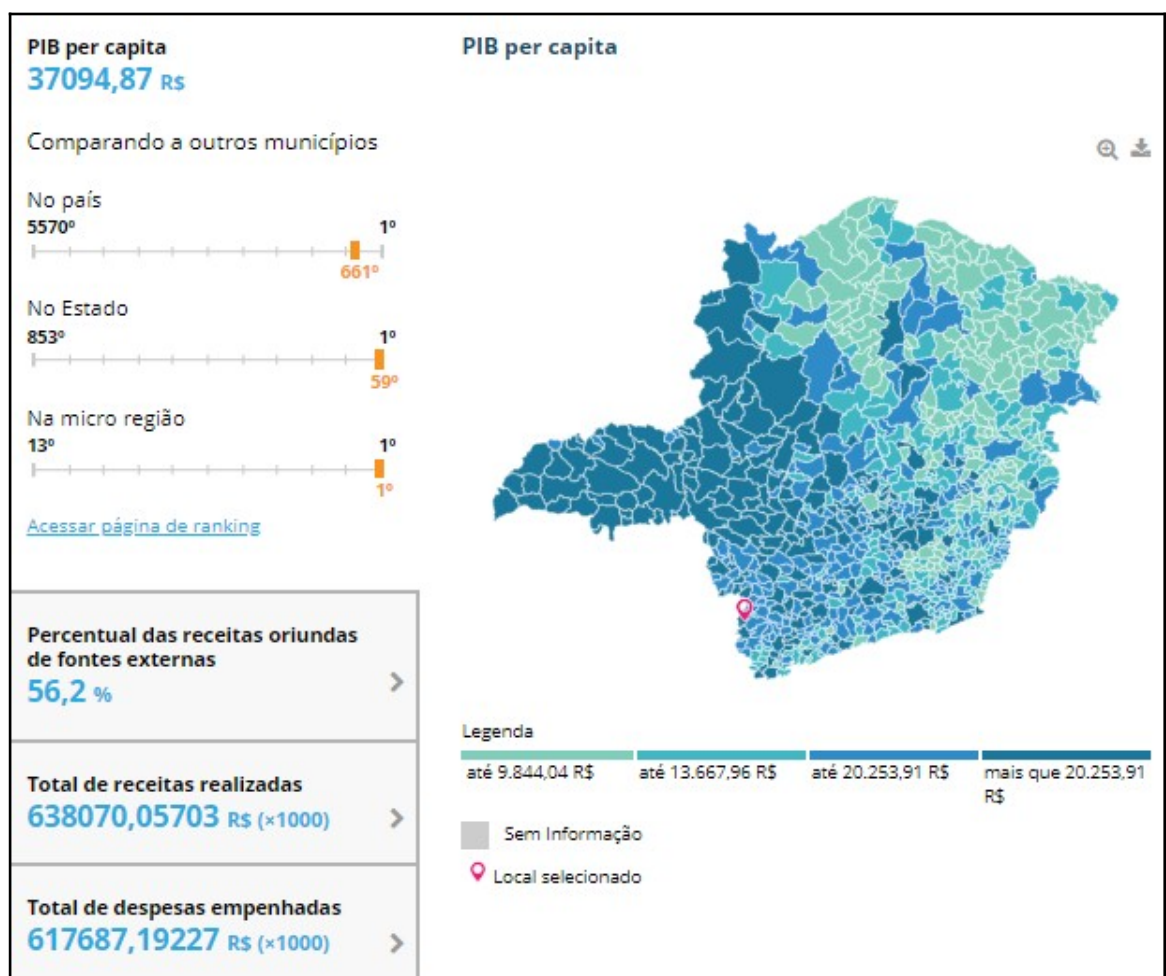 PIB per capita
37094,87 R$
Comparando a outros municípios
No país
5570º 1º
661º
No Estado
853º 1º
59º
Na micro região
13º 1º
1º
Acessar página de ranking
Percentual das receitas oriundas
de fontes externas
56,2 %
Total de receitas realizadas
638070,05703 R$ (×1000)
Total de despesas empenhadas
617687,19227 R$ (×1000)
PIB per capita
Legenda
até 9.844,04 R$ até 13.667,96 R$ até 20.253,91 R$ mais que 20.253,91
R$
Sem Informação
Local selecionado